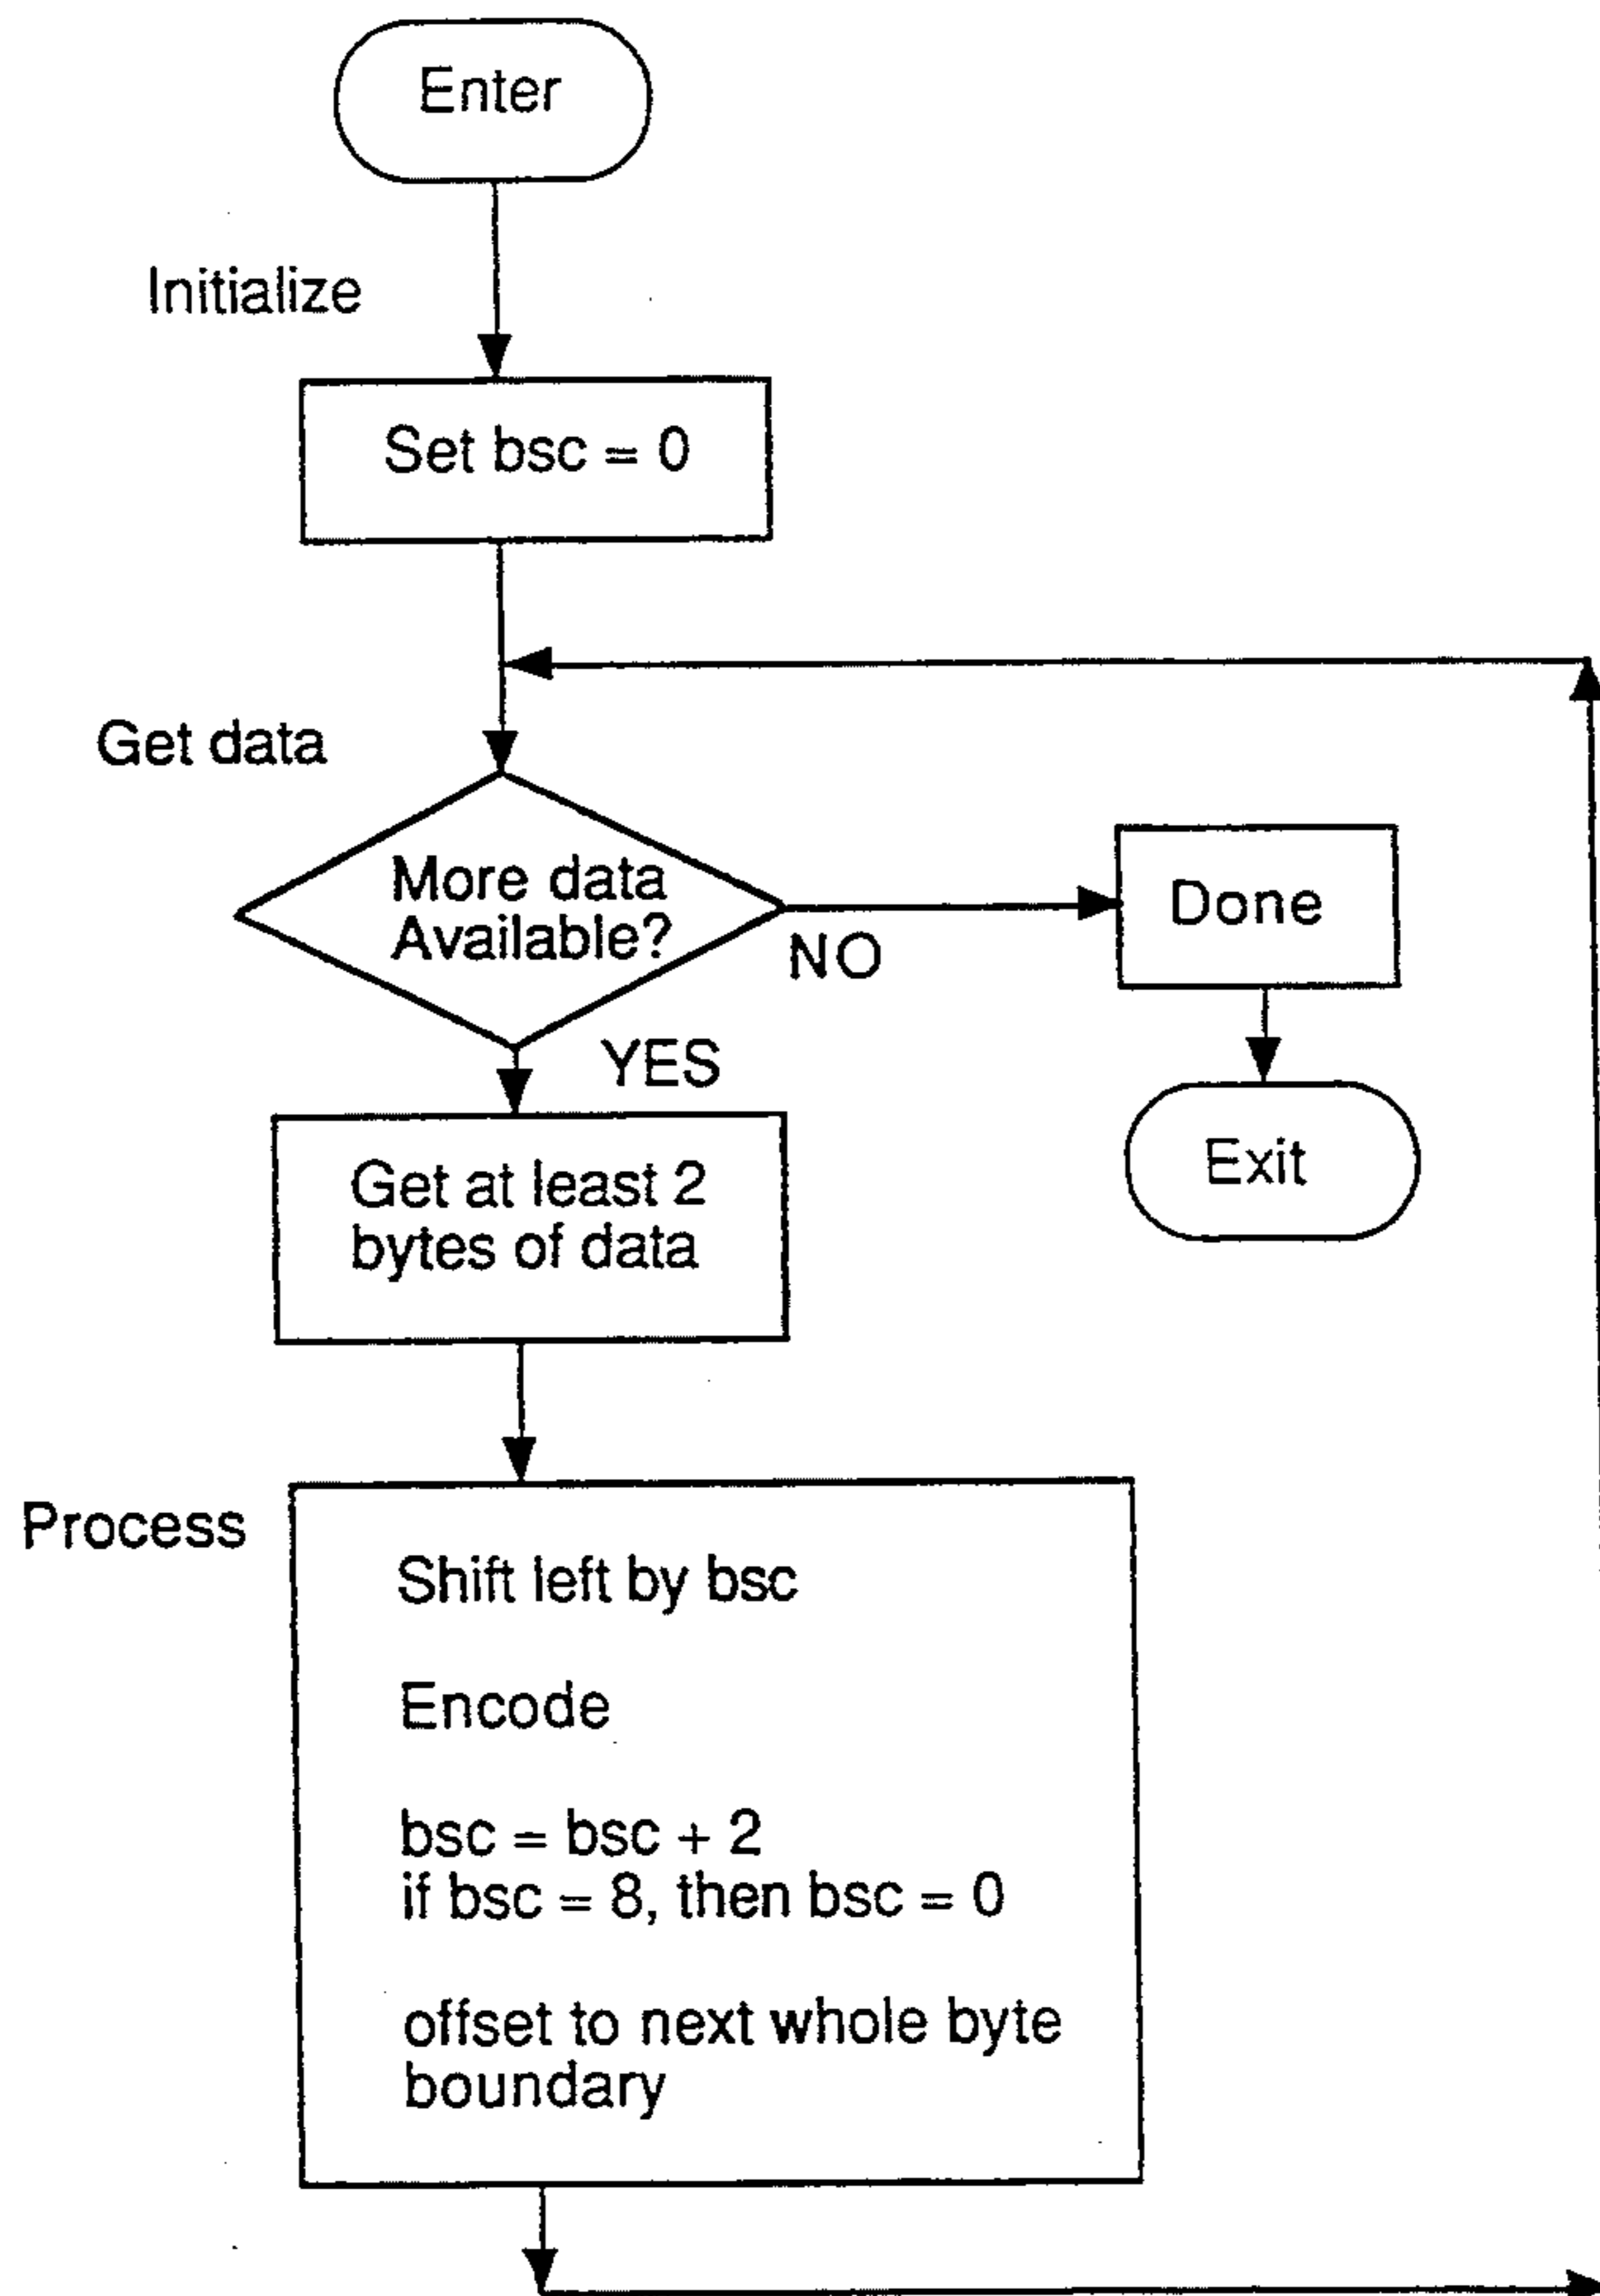 Enter
Initialize
Set bsc = 0
Get data
More data
Available?
NO
Done
YES
Exit
Get at least 2
bytes of data
Process
Shift left by bsc
Encode
bsc = bsc + 2
if bsc = 8, then bsc = 0
offset to next whole byte
boundary